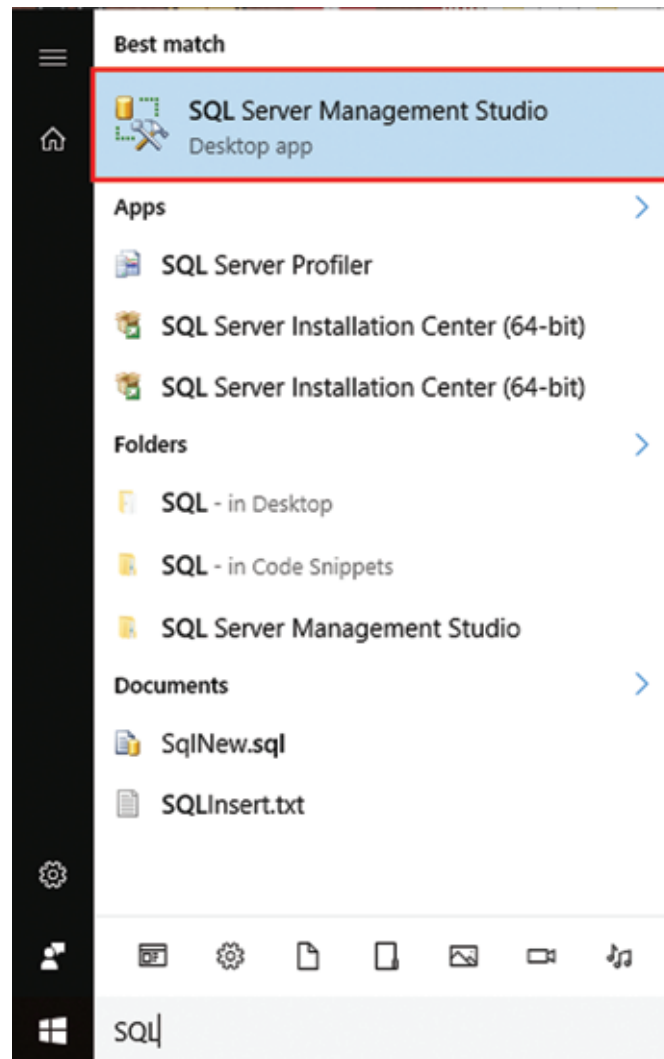 Best match
SQL Server Management Studio
Desktop app
Apps
SQL Server Profiler
SQL Server Installation Center (64-bit)
SQL Server Installation Center (64-bit)
Folders
SQL - in Desktop
SQL - in Code Snippets
SQL Server Management Studio
Documents
SqlNew.sql
SQLInsert.txt
SQL